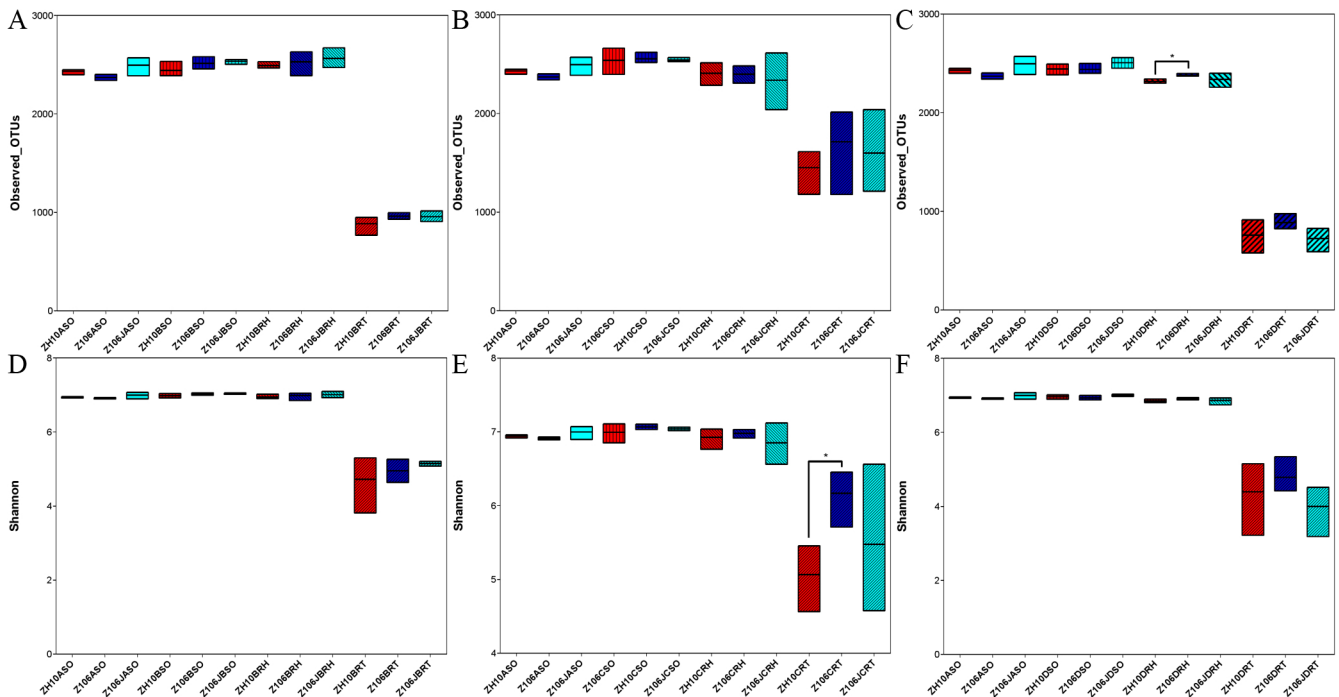 A
3000
2000
1000
0
Observed_OTUs
ZH10ASO
Z106ASO
Z106JASO
ZH10BSO
Z106BSO
Z106JBSO
ZH10BRH
Z106BRH
Z106JBRH
ZH10BRT
Z106BRT
Z106JBRT
B
3000
2000
1000
0
Observed_OTUs
ZH10ASO
Z106ASO
Z106JASO
Z106CSO
ZH10CSO
Z106JCSO
ZH10CRH
Z106CRH
Z106JCRH
ZH10CRT
Z106CRT
Z106JCRT
C
3000
2000
1000
0
Observed_OTUs
*
ZH10ASO
Z106ASO
Z106JASO
ZH10DSO
Z106DSO
Z106JDSO
ZH10DRH
Z106DRH
Z106JDRH
ZH10DRT
Z106DRT
Z106JDRT
D
8
6
4
2
0
Shannon
ZH10ASO
Z106ASO
Z106JASO
ZH10BSO
Z106BSO
Z106JBSO
ZH10BRH
Z106BRH
Z106JBRH
ZH10BRT
Z106BRT
Z106JBRT
E
8
7
6
5
4
Shannon
*
ZH10ASO
Z106ASO
Z106JASO
Z106CSO
ZH10CSO
Z106JCSO
ZH10CRH
Z106CRH
Z106JCRH
ZH10CRT
Z106CRT
Z106JCRT
F
8
6
4
2
0
Shannon
ZH10ASO
Z106ASO
Z106JASO
ZH10DSO
Z106DSO
Z106JDSO
ZH10DRH
Z106DRH
Z106JDRH
ZH10DRT
Z106DRT
Z106JDRT